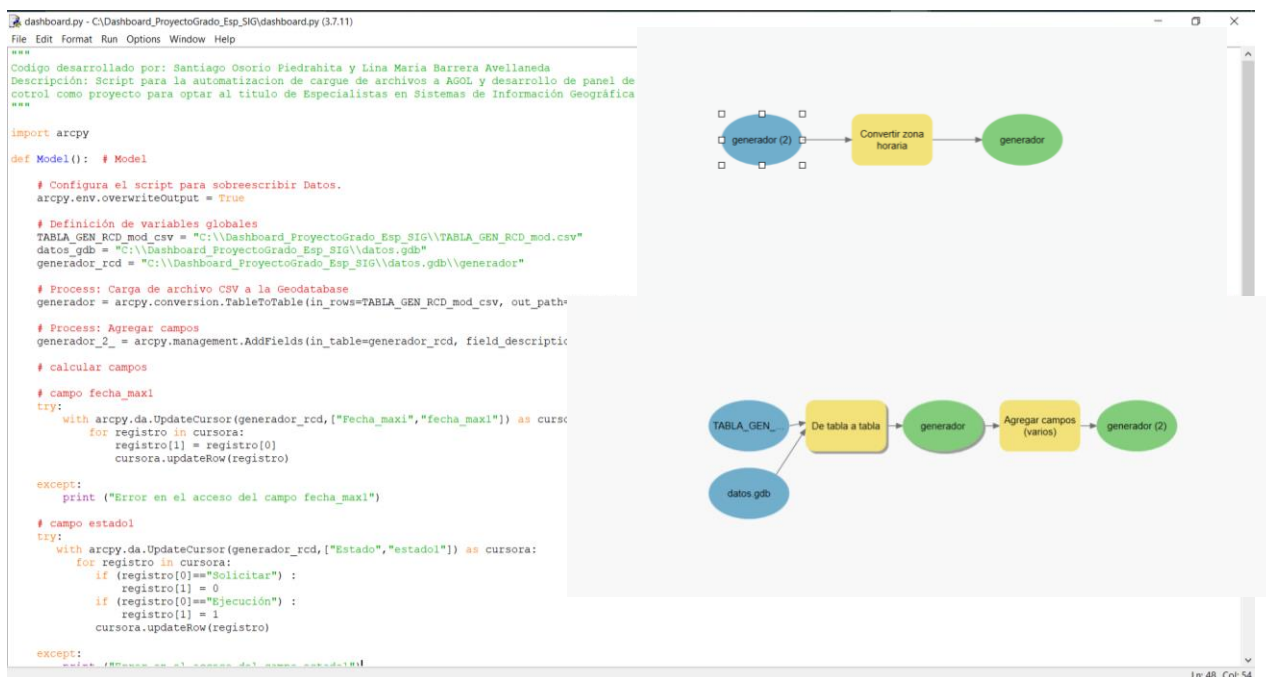 dashboard.py - C:\Dashboard_ProyectoGrado_Esp_SIG\dashboard.py (3.7.11)
File Edit Format Run Options Window Help
"""
Codigo desarrollado por: Santiago Osorio Piedrahita y Lina Maria Barrera Avellaneda
Descripción: Script para la automatizacion de cargue de archivos a AGOL y desarrollo de panel de
cotrol como proyecto para optar al titulo de Especialistas en Sistemas de Información Geográfica
"""
import arcpy
def Model():  # Model
# Configura el script para sobreescribir Datos.
arcpy.env.overwriteOutput = True
# Definición de variables globales
TABLA_GEN_RCD_mod_csv = "C:\\Dashboard_ProyectoGrado_Esp_SIG\\TABLA_GEN_RCD_mod.csv"
datos_gdb = "C:\\Dashboard_ProyectoGrado_Esp_SIG\\datos.gdb"
generador_rcd = "C:\\Dashboard_ProyectoGrado_Esp_SIG\\datos.gdb\\generador"
# Process: Carga de archivo CSV a la Geodatabase
generador = arcpy.conversion.TableToTable(in_rows=TABLA_GEN_RCD_mod_csv, out_path=
# Process: Agregar campos
generador_2_ = arcpy.management.AddFields(in_table=generador_rcd, field_descriptio
# calcular campos
# campo fecha_max1
try:
with arcpy.da.UpdateCursor(generador_rcd,["Fecha_maxi","fecha_max1"]) as curso
for registro in cursora:
registro[1] = registro[0]
cursora.updateRow(registro)
except:
print ("Error en el acceso del campo fecha_max1")
# campo estado1
try:
with arcpy.da.UpdateCursor(generador_rcd,["Estado","estado1"]) as cursora:
for registro in cursora:
if (registro[0]=="Solicitar") :
registro[1] = 0
if (registro[0]=="Ejecución") :
registro[1] = 1
cursora.updateRow(registro)
except:
print ("Error en el acceso del campo estado1")
generador (2)
Convertir zona
horaria
generador
TABLA_GEN_...
De tabla a tabla
generador
Agregar campos
(varios)
generador (2)
datos.gdb
Ln: 48 Col: 54